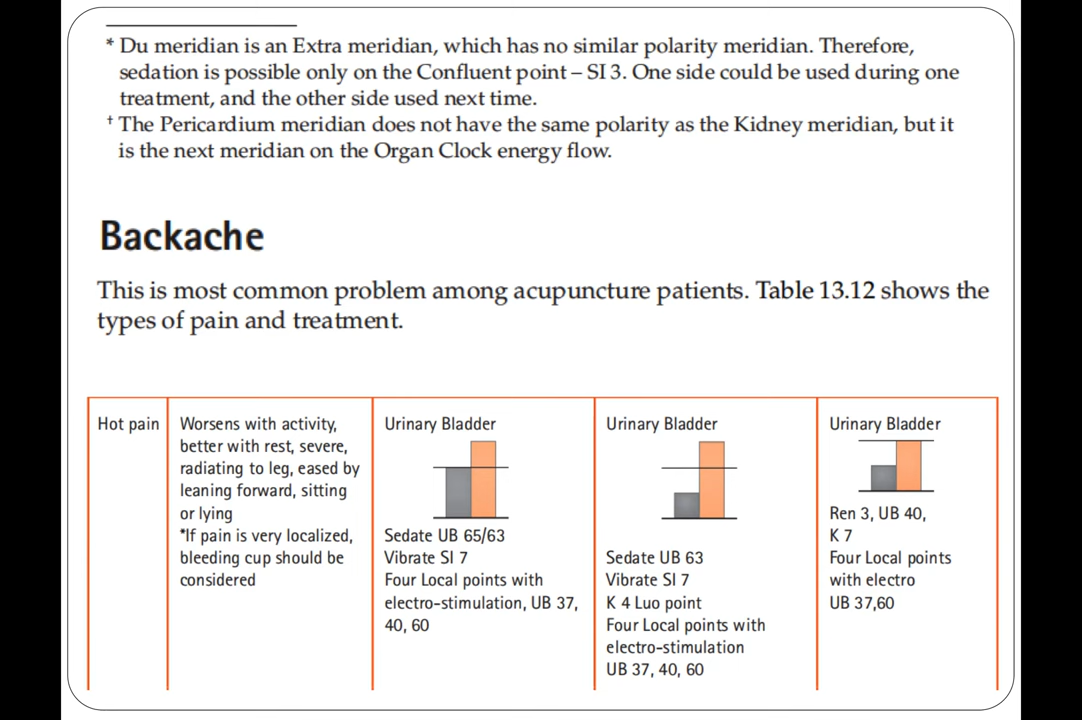 * Du meridian is an Extra meridian, which has no similar polarity meridian. Therefore,
sedation is possible only on the Confluent point – SI 3. One side could be used during one
treatment, and the other side used next time.
† The Pericardium meridian does not have the same polarity as the Kidney meridian, but it
is the next meridian on the Organ Clock energy flow.
Backache
This is most common problem among acupuncture patients. Table 13.12 shows the
types of pain and treatment.
Hot pain
Worsens with activity,
better with rest, severe,
radiating to leg, eased by
leaning forward, sitting
or lying
*If pain is very localized,
bleeding cup should be
considered
Urinary Bladder
Sedate UB 65/63
Vibrate SI 7
Four Local points with
electro-stimulation, UB 37,
40, 60
Urinary Bladder
Sedate UB 63
Vibrate SI 7
K 4 Luo point
Four Local points with
electro-stimulation
UB 37, 40, 60
Urinary Bladder
Ren 3, UB 40,
K 7
Four Local points
with electro
UB 37,60